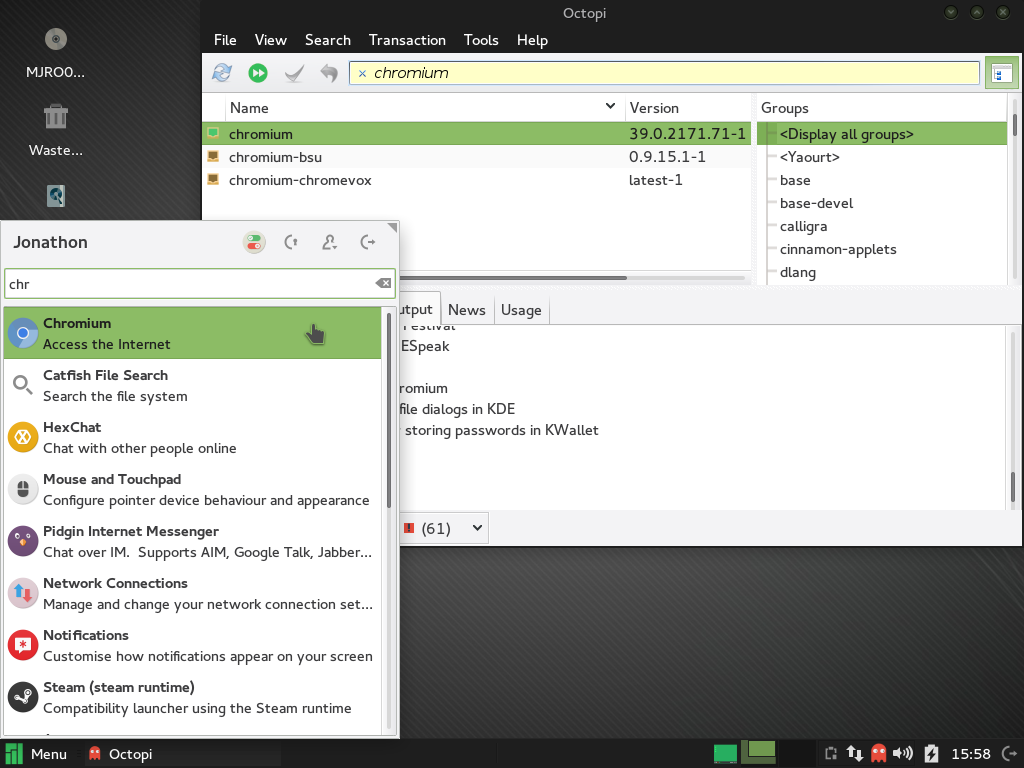 Octopi
File View Search Transaction Tools Help
chromium
MJRO0...
Waste...
Name Version
chromium 39.0.2171.71-1
chromium-bsu 0.9.15.1-1
chromium-chromevox latest-1
Groups
<Display all groups>
<Yaourt>
base
base-devel
calligra
cinnamon-applets
dlang
utput News Usage
Festival
ESpeak
romium
file dialogs in KDE
storing passwords in KWallet
(61)
Jonathon
chr
Chromium
Access the Internet
Catfish File Search
Search the file system
HexChat
Chat with other people online
Mouse and Touchpad
Configure pointer device behaviour and appearance
Pidgin Internet Messenger
Chat over IM. Supports AIM, Google Talk, Jabber...
Network Connections
Manage and change your network connection set...
Notifications
Customise how notifications appear on your screen
Steam (steam runtime)
Compatibility launcher using the Steam runtime
Menu Octopi 15:58